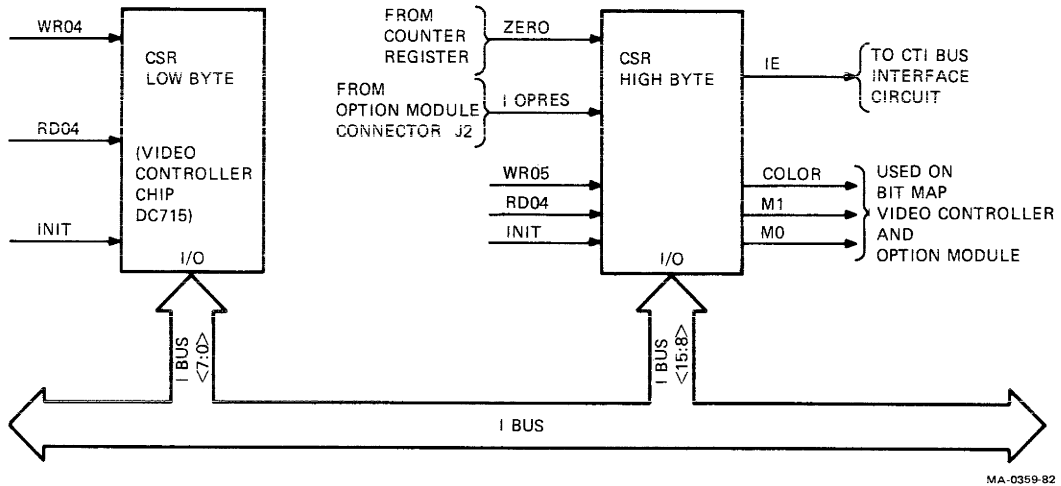 WR04
RD04
INIT
CSR
LOW BYTE
(VIDEO
CONTROLLER
CHIP
DC715)
I/O
I BUS
<7:0>
FROM
COUNTER
REGISTER
ZERO
FROM
OPTION MODULE
CONNECTOR J2
I OPRES
WR05
RD04
INIT
CSR
HIGH BYTE
I/O
I BUS
<15:8>
IE
TO CTI BUS
INTERFACE
CIRCUIT
COLOR
M1
M0
USED ON
BIT MAP
VIDEO CONTROLLER
AND
OPTION MODULE
I BUS
MA-0359-82